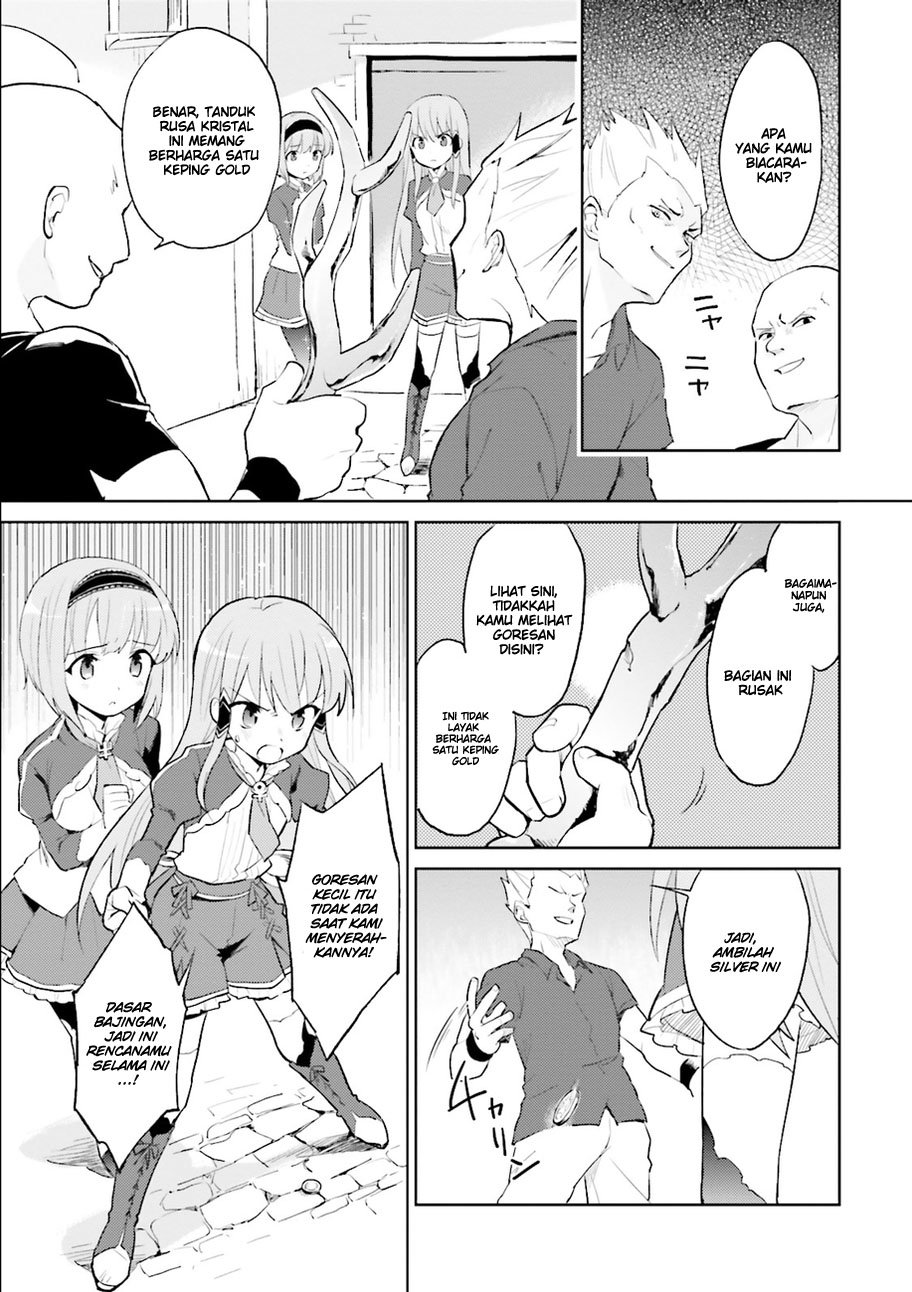 APA
YANG KAMU
BIACARA-
KAN?
ニヤ
ニヤ
BENAR, TANDUK
RUSA KRISTAL
INI MEMANG
BERHARGA SATU
KEPING GOLD
BAGAIMA-
NAPUN
JUGA,
BAGIAN INI
RUSAK
LIHAT SINI,
TIDAKKAH
KAMU MELIHAT
GORESAN
DISINI?
INI TIDAK
LAYAK
BERHARGA
SATU KEPING
GOLD
JADI,
AMBILAH
SILVER INI
チャリン
GORESAN
KECIL ITU
TIDAK ADA
SAAT KAMI
MENYERAH-
KANNYA!
DASAR
BAJINGAN,
JADI INI
RENCANAMU
SELAMA INI
...!